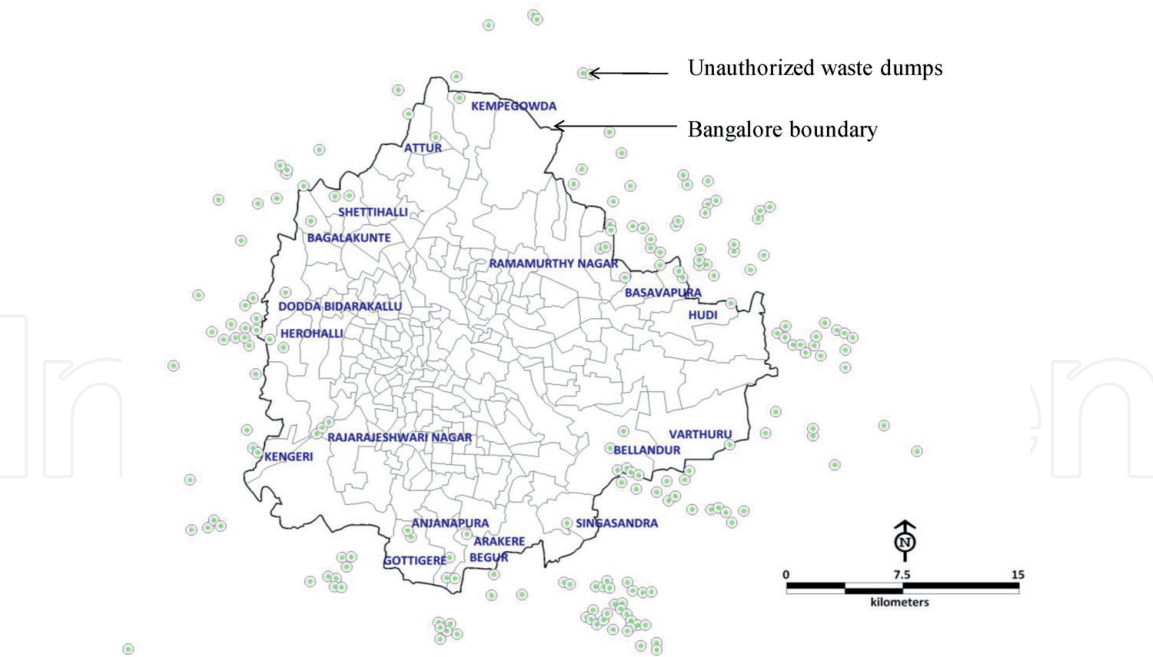 Unauthorized waste dumps
KEMPEGOWDA
Bangalore boundary
ATTUR
SHETTIHALLI
BAGALAKUNTE
RAMAMURTHY NAGAR
BASAVAPURA
DODDA BIDARAKALLU
HUDI
HEROHALLI
RAJARAJESHWARI NAGAR
VARTHURU
BELLANDUR
KENGERI
ANJANAPURA
SINGASANDRA
ARAKERE
GOTTIGERE
BEGUR
N
0 7.5 15
kilometers